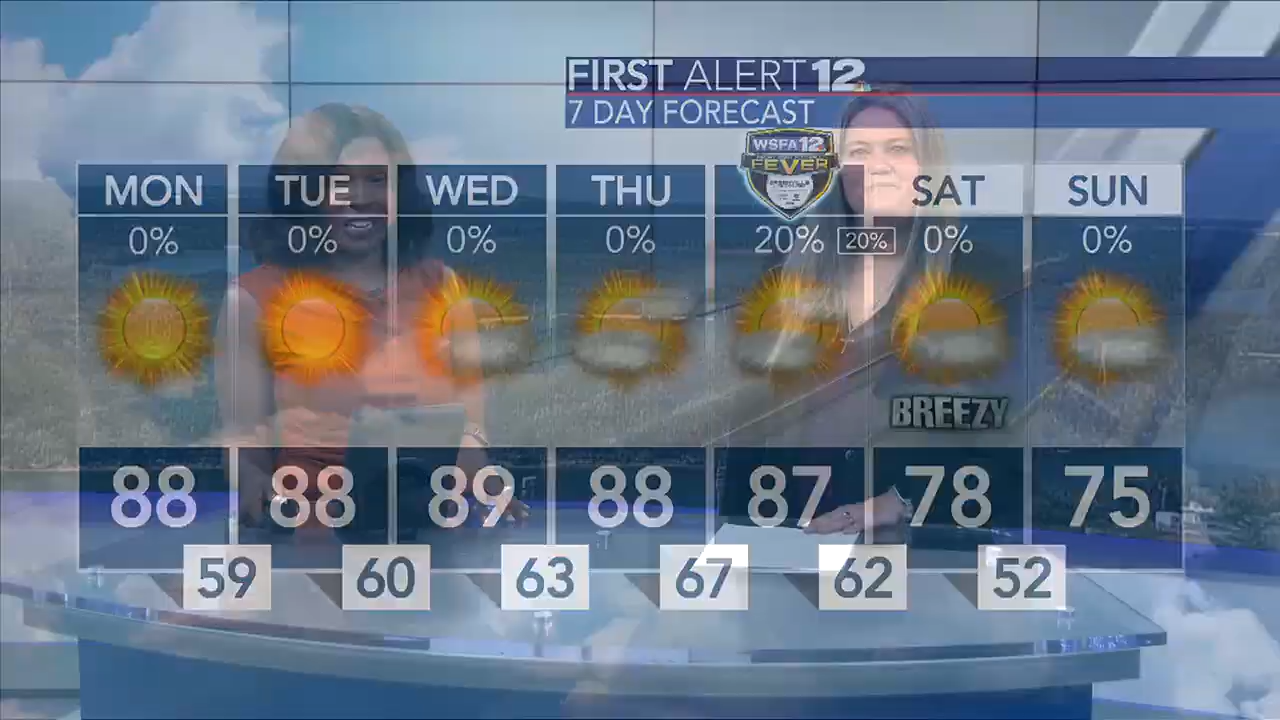 FIRST ALERT 12
7 DAY FORECAST
WSFA 12
FEVER
MON TUE WED THU SAT SUN
0% 0% 0% 0% 20% 20% 0% 0%
BREEZY
88 88 89 88 87 78 75
59 60 63 67 62 52